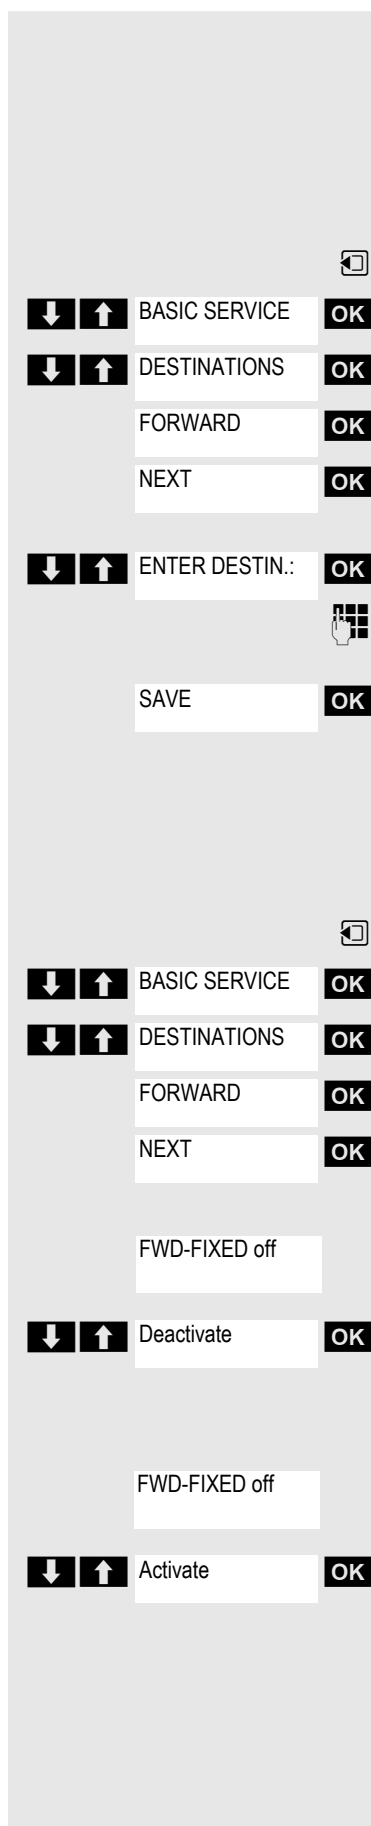 BASIC SERVICE OK
DESTINATIONS OK
FORWARD OK
NEXT OK
ENTER DESTIN.: OK
SAVE OK
BASIC SERVICE OK
DESTINATIONS OK
FORWARD OK
NEXT OK
FWD-FIXED off
Deactivate OK
FWD-FIXED off
Activate OK